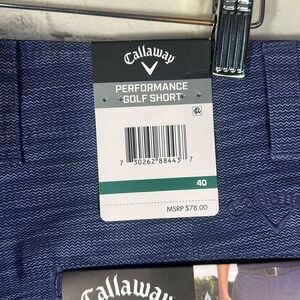 Callaway
PERFORMANCE
GOLF SHORT
7 30262 88443 7
40
MSRP $78.00
Callaway